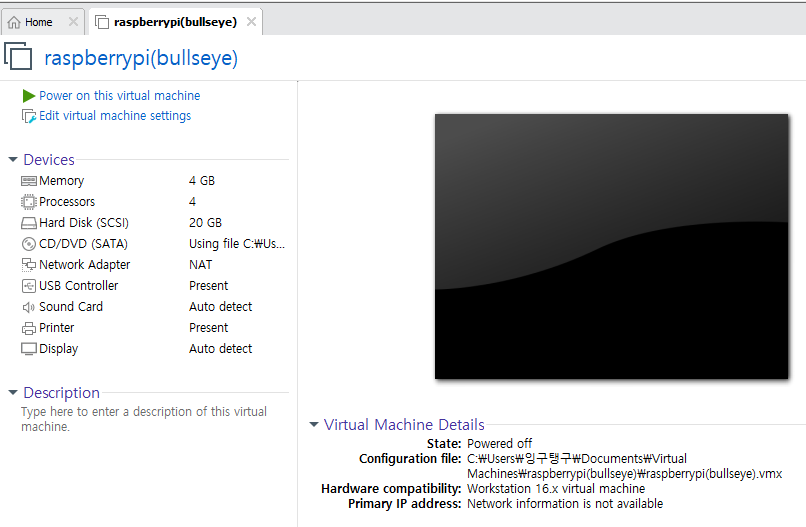 Home
raspberrypi(bullseye)
raspberrypi(bullseye)
Power on this virtual machine
Edit virtual machine settings
Devices
Memory 4 GB
Processors 4
Hard Disk (SCSI) 20 GB
CD/DVD (SATA) Using file C:₩Us...
Network Adapter NAT
USB Controller Present
Sound Card Auto detect
Printer Present
Display Auto detect
Description
Type here to enter a description of this virtual
machine.
Virtual Machine Details
State: Powered off
Configuration file: C:₩Users₩잉구탱구₩Documents₩Virtual
Machines₩raspberrypi(bullseye)₩raspberrypi(bullseye).vmx
Hardware compatibility: Workstation 16.x virtual machine
Primary IP address: Network information is not available